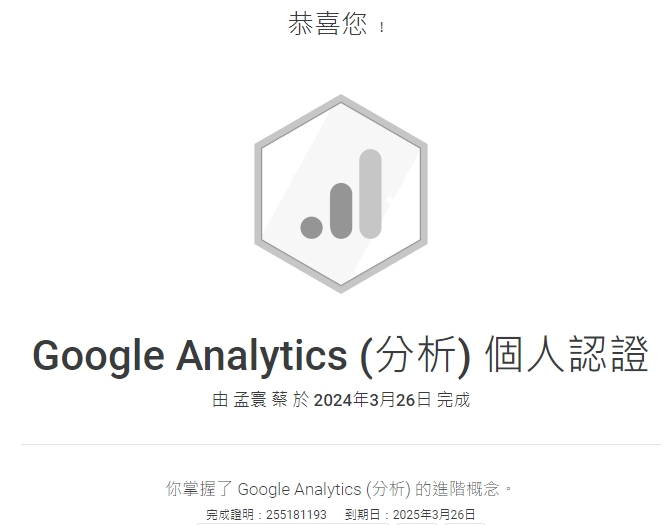 恭喜您！
Google Analytics (分析) 個人認證
由 孟寰 蔡 於 2024年3月26日 完成
你掌握了 Google Analytics (分析) 的進階概念。
完成證明：255181193 到期日：2025年3月26日